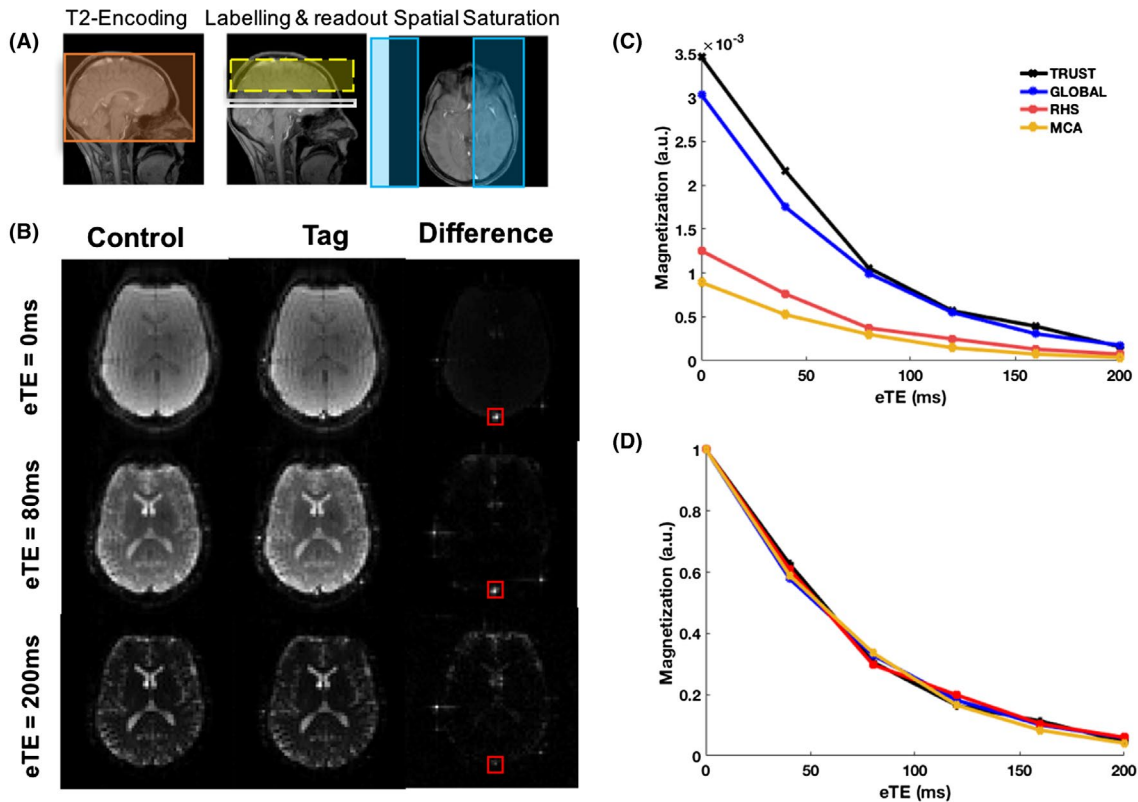 (A)
T2-Encoding
Labelling & readout
Spatial Saturation
(B)
Control
Tag
Difference
eTE = 0ms
eTE = 80ms
eTE = 200ms
(C)
×10⁻³
3.5
3
2.5
2
1.5
1
0.5
0
Magnetization (a.u.)
0
50
100
150
200
eTE (ms)
TRUST
GLOBAL
RHS
MCA
(D)
1
0.8
0.6
0.4
0.2
0
Magnetization (a.u.)
0
50
100
150
200
eTE (ms)